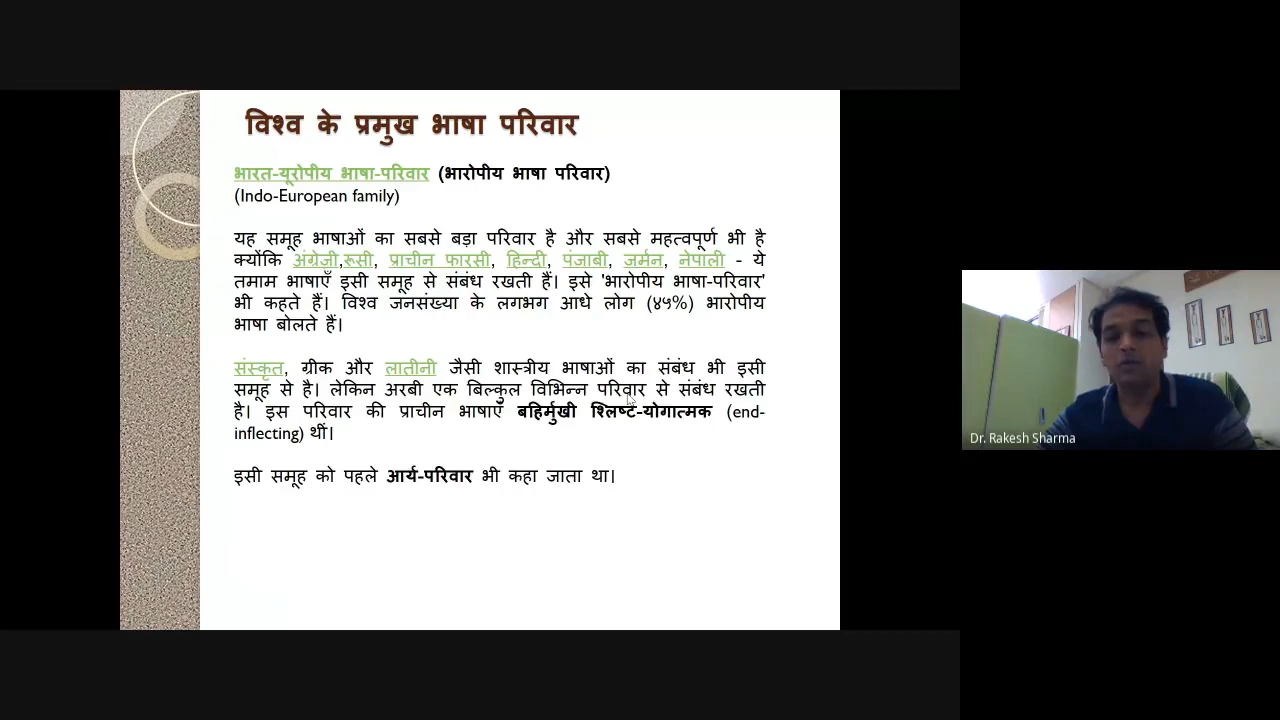 विश्व के प्रमुख भाषा परिवार
भारत-यूरोपीय भाषा-परिवार (भारोपीय भाषा परिवार)
(Indo-European family)
यह समूह भाषाओं का सबसे बड़ा परिवार है और सबसे महत्वपूर्ण भी है
क्योंकि अंग्रेजी,रूसी, प्राचीन फारसी, हिन्दी, पंजाबी, जर्मन, नेपाली - ये
तमाम भाषाएँ इसी समूह से संबंध रखती हैं। इसे 'भारोपीय भाषा-परिवार'
भी कहते हैं। विश्व जनसंख्या के लगभग आधे लोग (४५%) भारोपीय
भाषा बोलते हैं।
संस्कृत, ग्रीक और लातीनी जैसी शास्त्रीय भाषाओं का संबंध भी इसी
समूह से है। लेकिन अरबी एक बिल्कुल विभिन्न परिवार से संबंध रखती
है। इस परिवार की प्राचीन भाषाएँ बहिर्मुखी श्लिष्ट-योगात्मक (end-
inflecting) थीं।
इसी समूह को पहले आर्य-परिवार भी कहा जाता था।
Dr. Rakesh Sharma